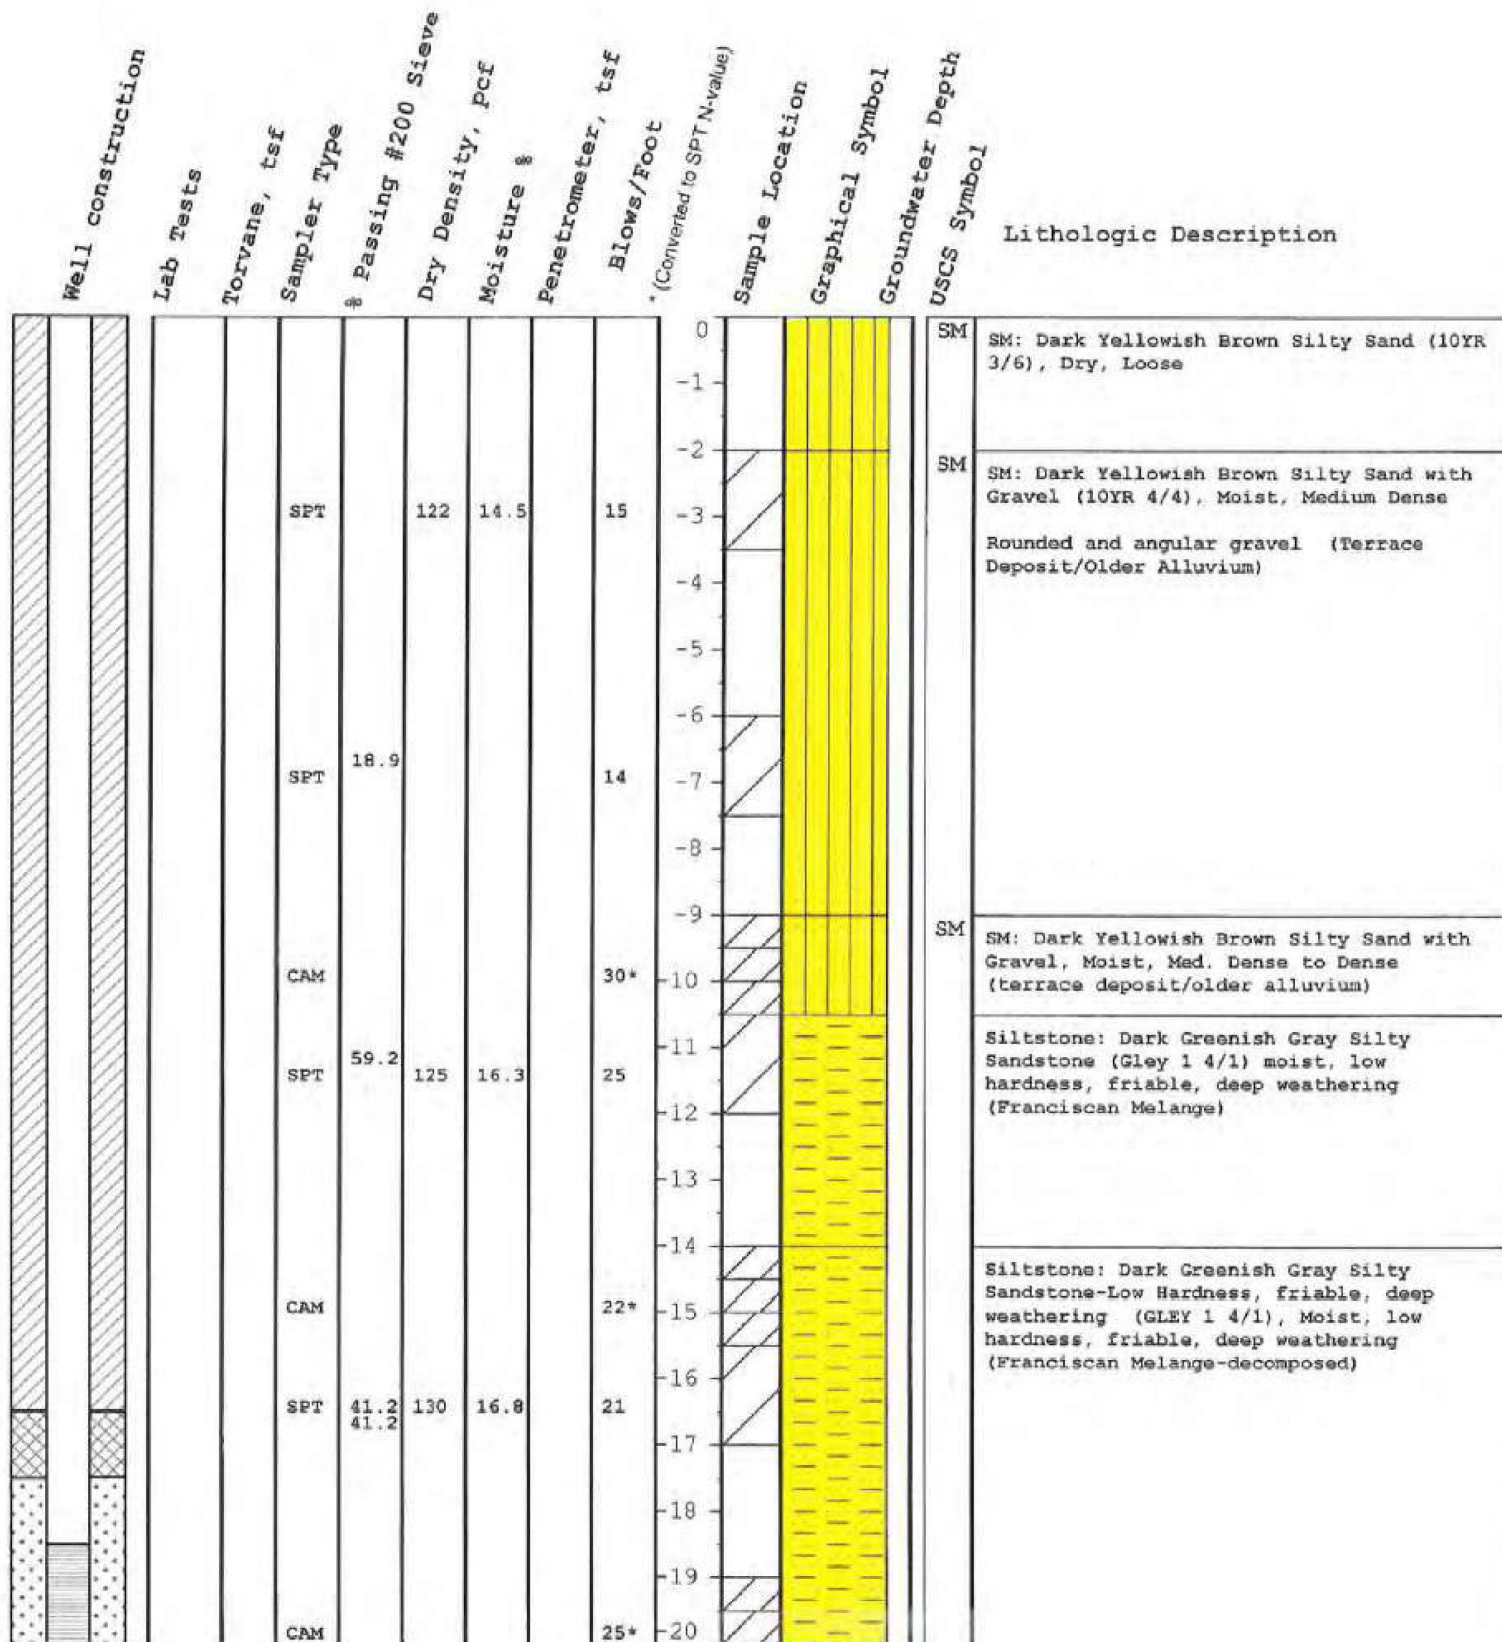 Well construction
Lab Tests
Torvane, tsf
Sampler Type
% Passing #200 Sieve
Dry Density, pcf
Moisture %
Penetrometer, tsf
Blows/Foot
* (Converted to SPT N-value)
Sample Location
Graphical Symbol
Groundwater Depth
USCS Symbol
Lithologic Description
0
SM
SM: Dark Yellowish Brown Silty Sand (10YR
3/6), Dry, Loose
-1
-2
SM
SM: Dark Yellowish Brown Silty Sand with
Gravel (10YR 4/4), Moist, Medium Dense
SPT 122 14.5 15
-3
Rounded and angular gravel (Terrace
Deposit/Older Alluvium)
-4
-5
-6
18.9
SPT 14
-7
-8
-9
SM
SM: Dark Yellowish Brown Silty Sand with
Gravel, Moist, Med. Dense to Dense
(terrace deposit/older alluvium)
CAM 30*
-10
Siltstone: Dark Greenish Gray Silty
Sandstone (Gley 1 4/1) moist, low
hardness, friable, deep weathering
(Franciscan Melange)
-11
59.2
SPT 125 16.3 25
-12
-13
-14
Siltstone: Dark Greenish Gray Silty
Sandstone-Low Hardness, friable, deep
weathering (GLEY 1 4/1), Moist, low
hardness, friable, deep weathering
(Franciscan Melange-decomposed)
CAM 22*
-15
-16
SPT 41.2 130 16.8 21
41.2
-17
-18
-19
CAM 25*
-20